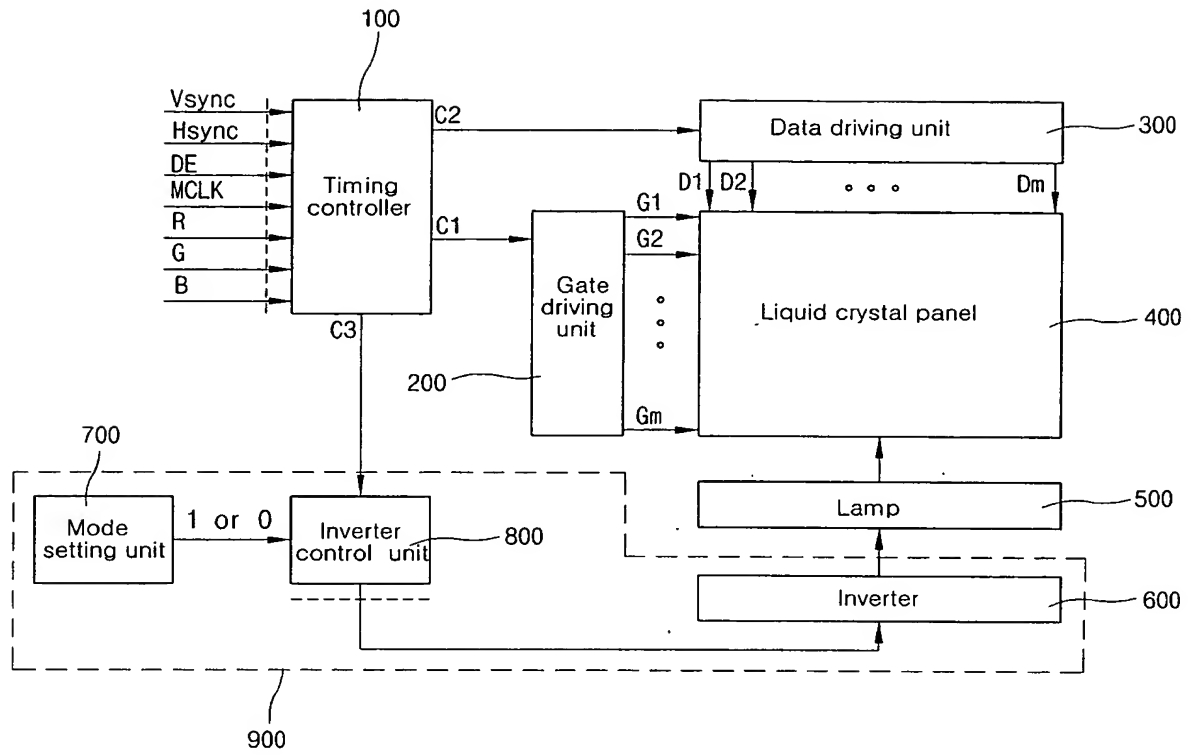 100
Vsync
Hsync
DE
MCLK
R
G
B
Timing
controller
C2
C1
C3
Data driving unit
300
D1
D2
Dm
G1
G2
Gm
Gate
driving
unit
200
Liquid crystal panel
400
700
Mode
setting unit
1 or 0
Inverter
control unit
800
Lamp
500
Inverter
600
900